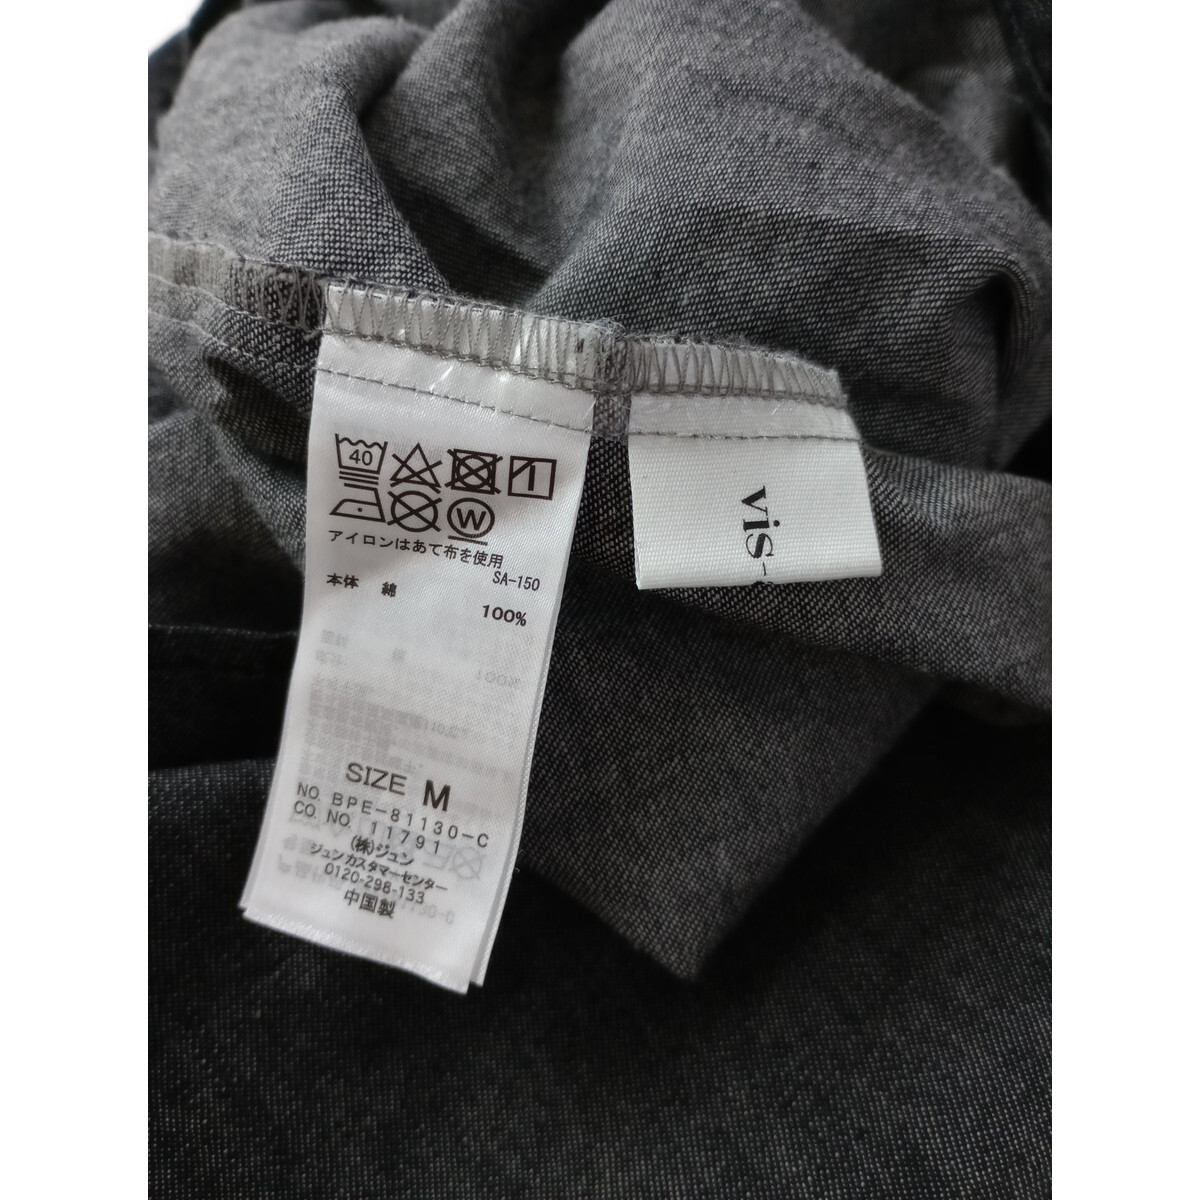 40
W
アイロンはあて布を使用
SA-150
本体 綿
100%
SIZE M
NO. BPE-81130-C
CO. NO. 11791
(株)ジュン
ジュンカスタマーセンター
0120-298-133
中国製
vis-